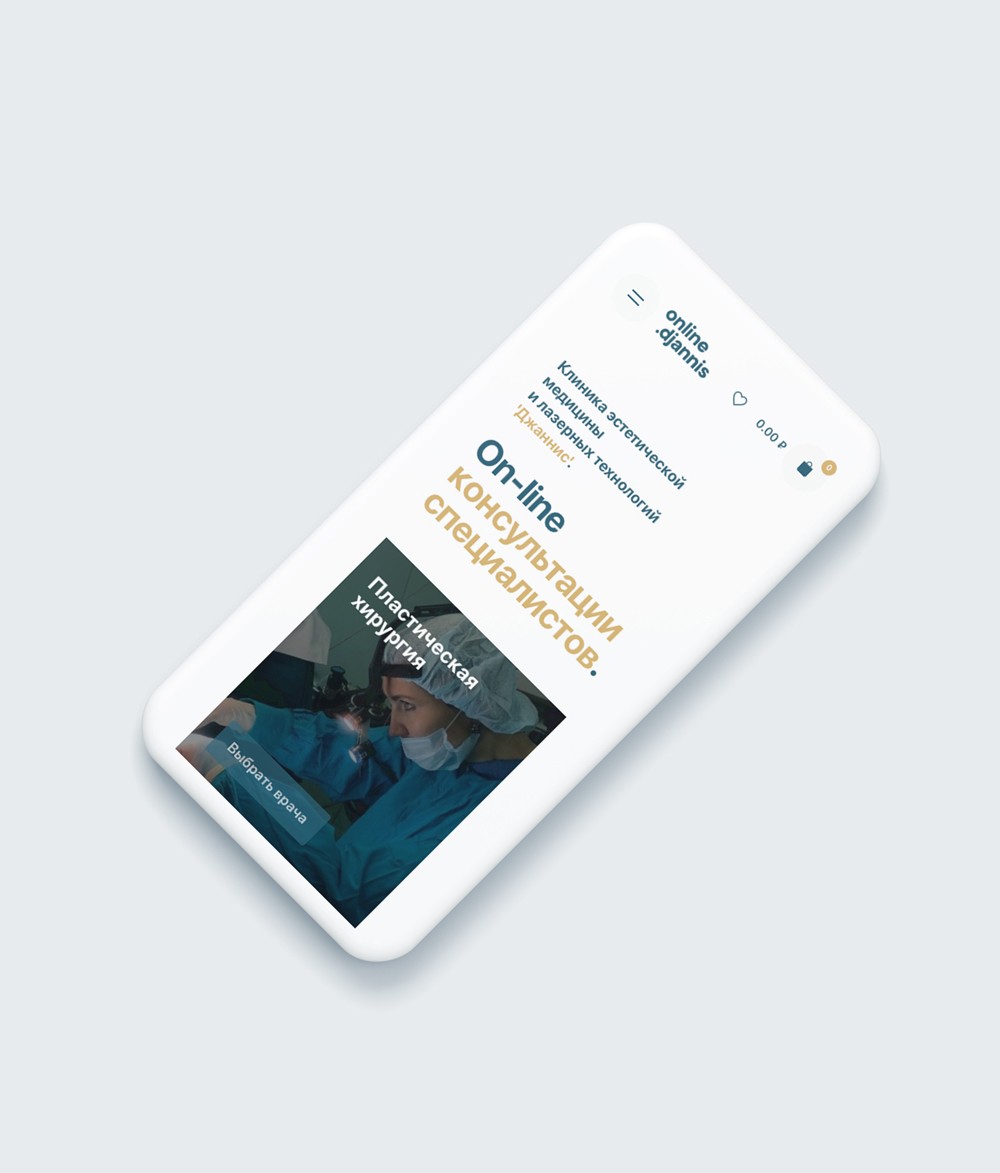 online
.djannis
0.00 ₽
0
Клиника эстетической
медицины
и лазерных технологий
'Джаннис'.
On-line
консультации
специалистов.
Пластическая
хирургия
Выбрать врача